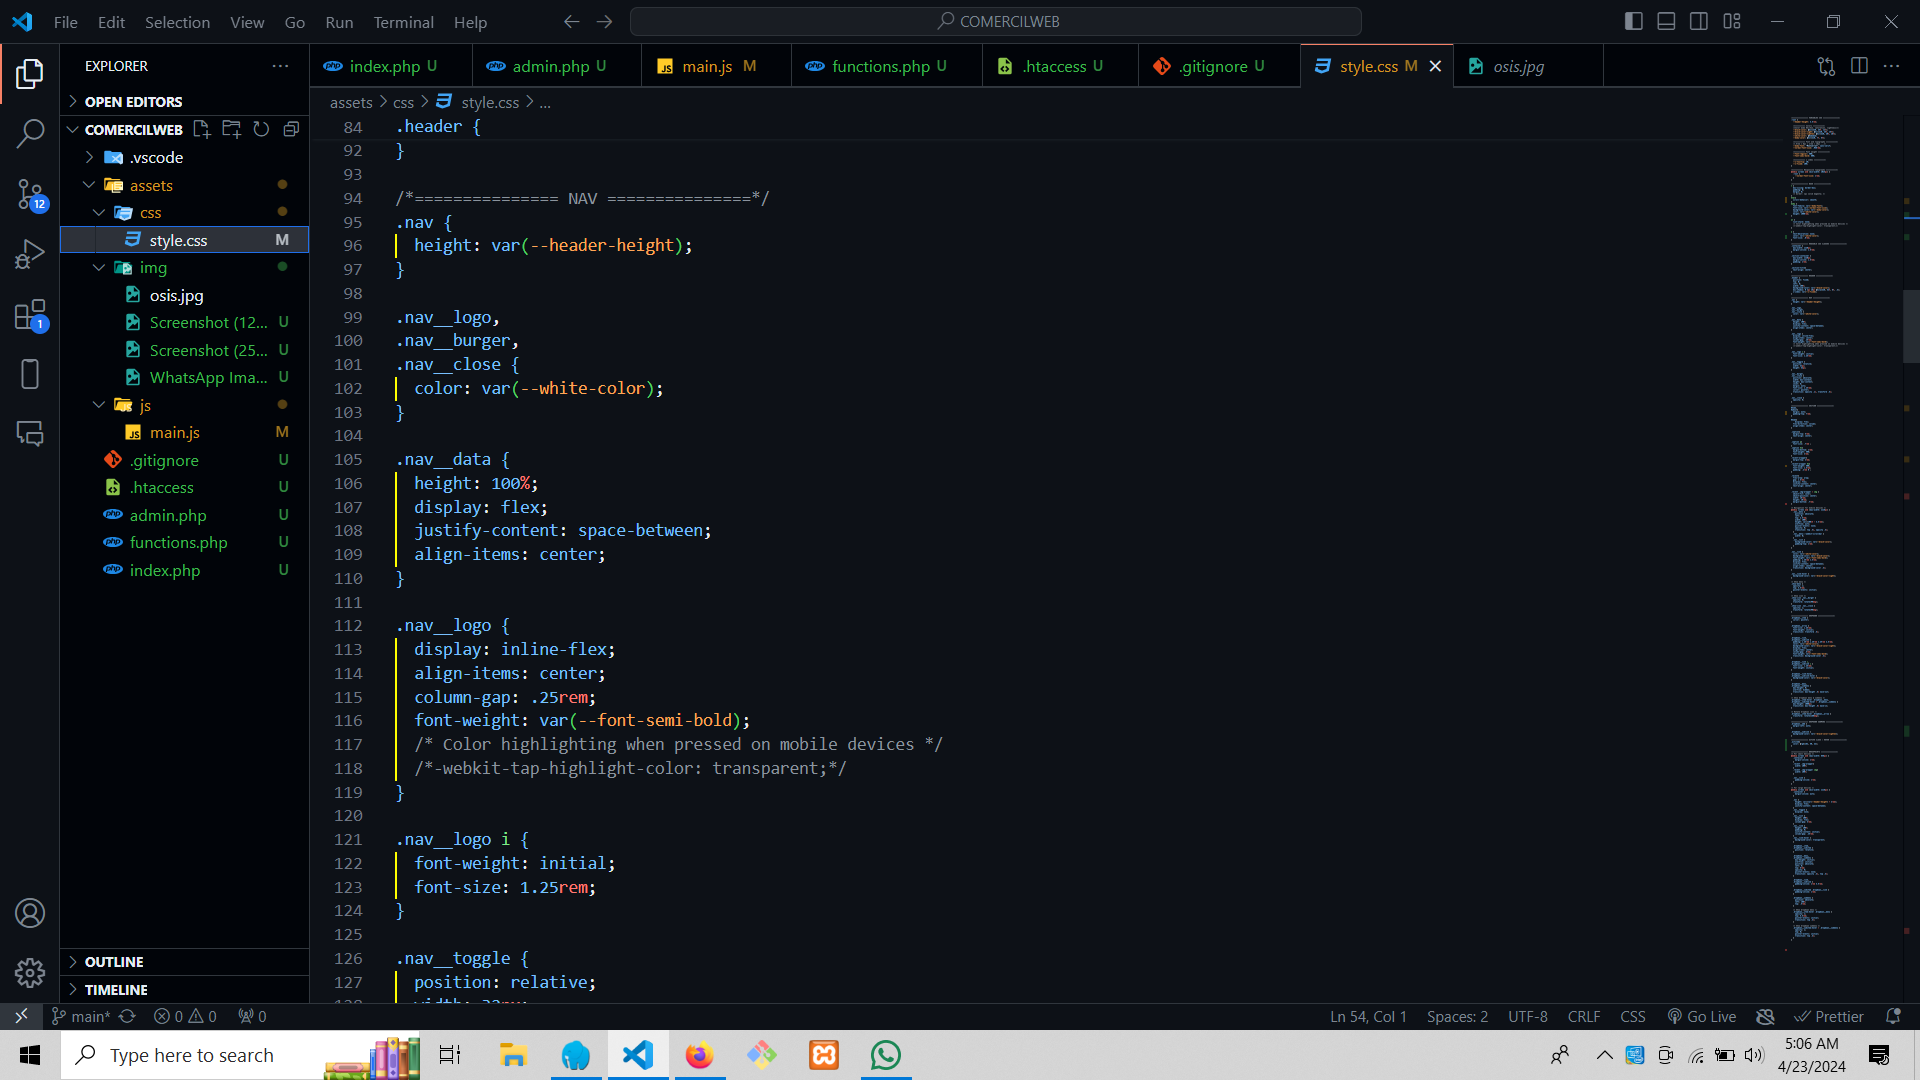 File Edit Selection View Go Run Terminal Help
COMERCILWEB
EXPLORER
index.php U
admin.php U
main.js M
functions.php U
.htaccess U
.gitignore U
style.css M
osis.jpg
OPEN EDITORS
COMERCILWEB
.vscode
assets
css
style.css M
img
osis.jpg
Screenshot (12... U
Screenshot (25... U
WhatsApp Ima... U
js
main.js M
.gitignore U
.htaccess U
admin.php U
functions.php U
index.php U
OUTLINE
TIMELINE
12
1
assets > css > style.css > ...
84 .header {
92 }
93
94 /*=============== NAV ===============*/
95 .nav {
96 height: var(--header-height);
97 }
98
99 .nav__logo,
100 .nav__burger,
101 .nav__close {
102 color: var(--white-color);
103 }
104
105 .nav__data {
106 height: 100%;
107 display: flex;
108 justify-content: space-between;
109 align-items: center;
110 }
111
112 .nav__logo {
113 display: inline-flex;
114 align-items: center;
115 column-gap: .25rem;
116 font-weight: var(--font-semi-bold);
117 /* Color highlighting when pressed on mobile devices */
118 /*-webkit-tap-highlight-color: transparent;*/
119 }
120
121 .nav__logo i {
122 font-weight: initial;
123 font-size: 1.25rem;
124 }
125
126 .nav__toggle {
127 position: relative;
main* 0 0 0
Ln 54, Col 1 Spaces: 2 UTF-8 CRLF CSS Go Live Prettier
Type here to search
5:06 AM
4/23/2024